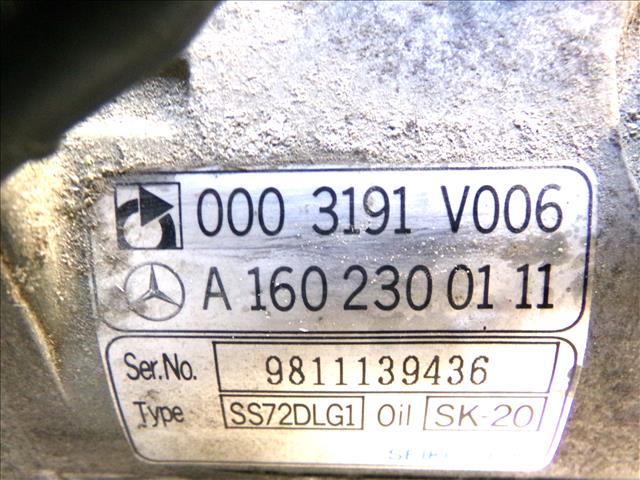 000 3191 V006
A 160 230 01 11
Ser.No. 9811139436
Type SS72DLG1 Oil SK-20